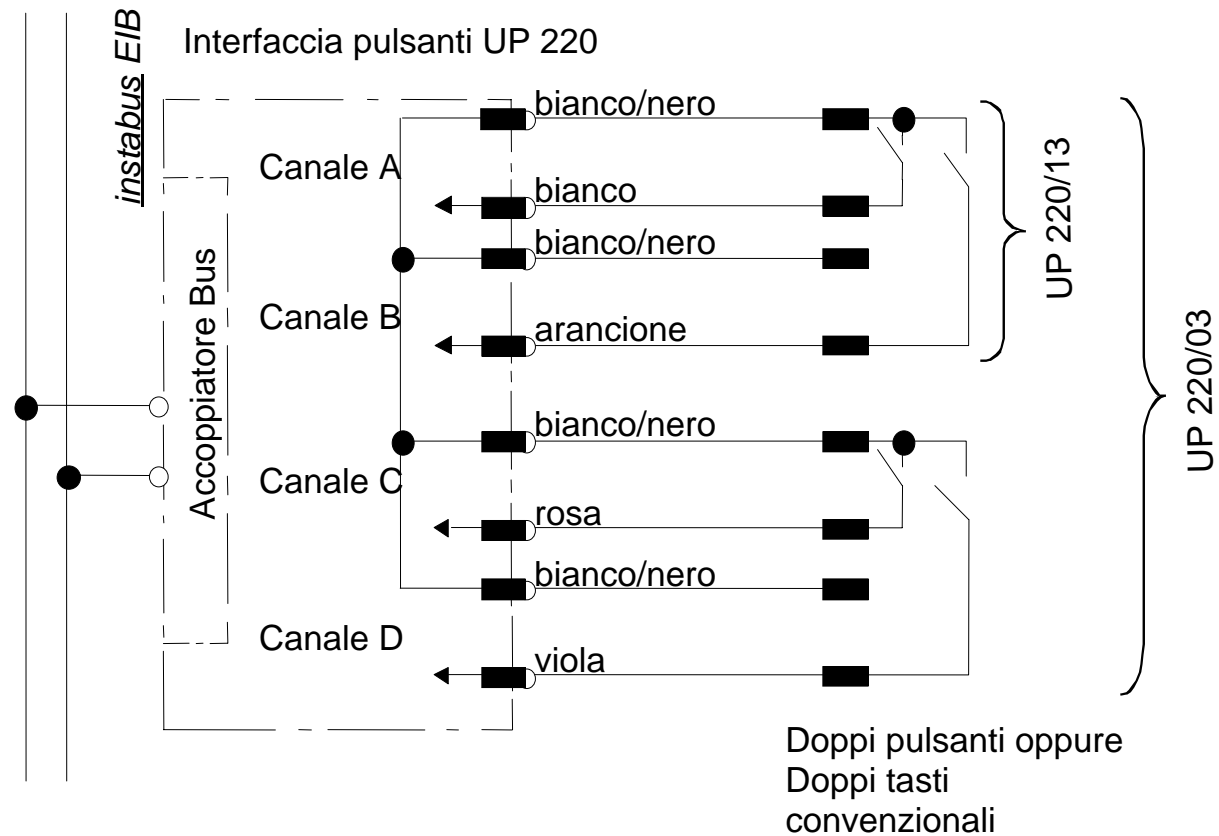 instabus EIB
Interfaccia pulsanti UP 220
bianco/nero
Canale A
bianco
bianco/nero
UP 220/13
Accoppiatore Bus
Canale B
arancione
UP 220/03
bianco/nero
Canale C
rosa
bianco/nero
Canale D
viola
Doppi pulsanti oppure
Doppi tasti
convenzionali